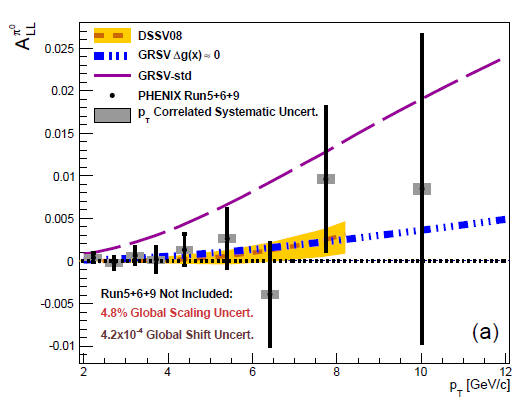 A_LL^π⁰
0.025
0.02
0.015
0.01
0.005
0
-0.005
-0.01
DSSV08
GRSV Δg(x) ≈ 0
GRSV-std
PHENIX Run5+6+9
p_T Correlated Systematic Uncert.
Run5+6+9 Not Included:
4.8% Global Scaling Uncert.
4.2x10⁻⁴ Global Shift Uncert.
(a)
2 4 6 8 10 12
p_T [GeV/c]